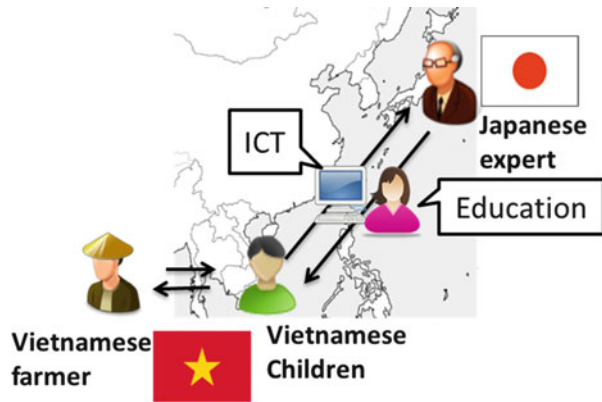 ICT
Japanese
expert
Education
Vietnamese
farmer
Vietnamese
Children